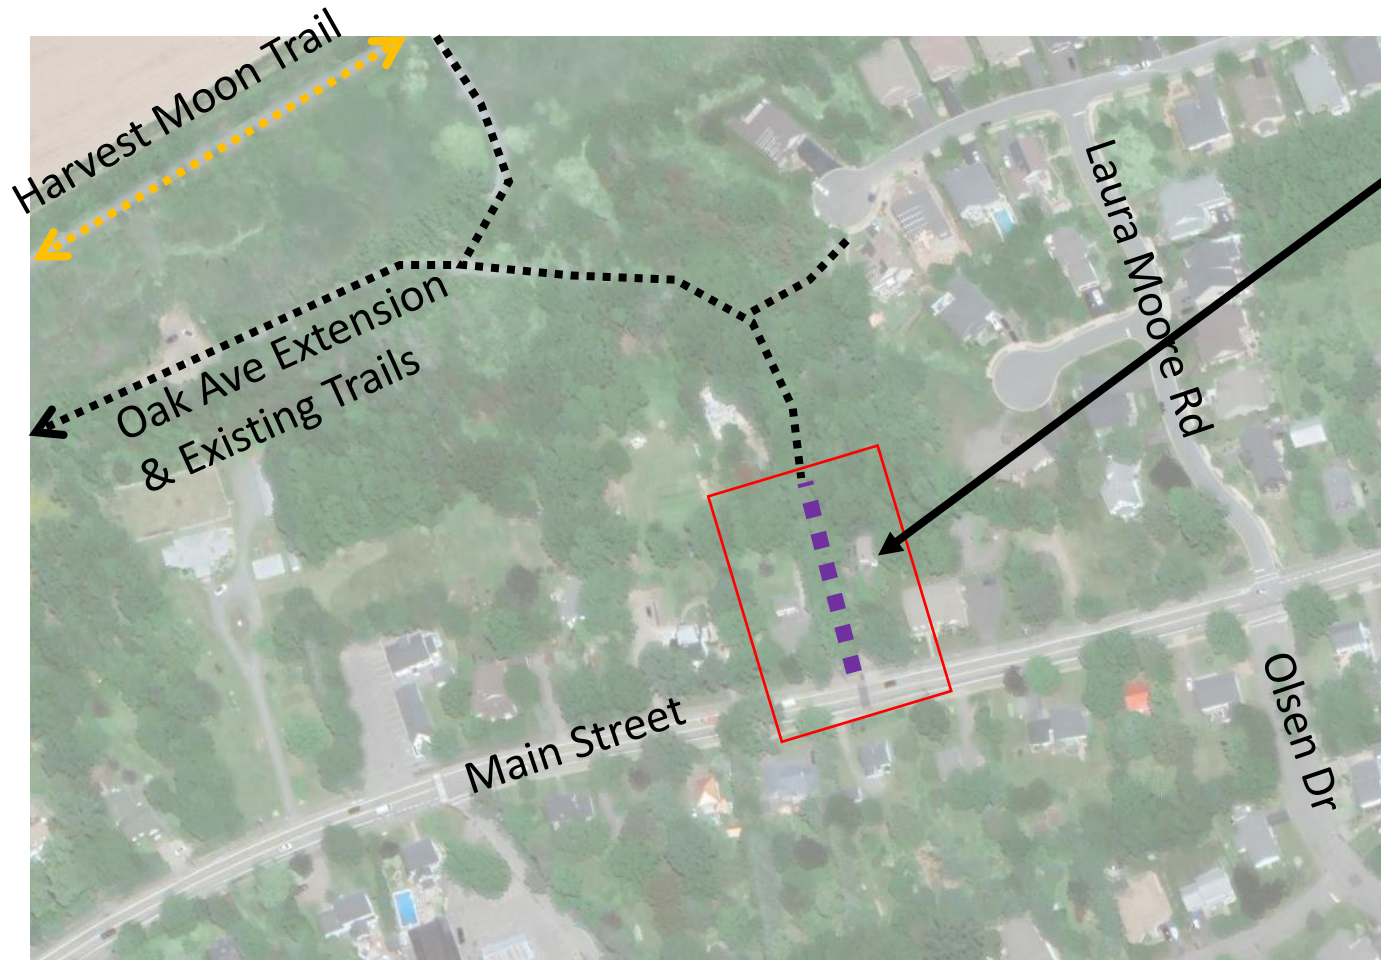 Harvest Moon Trail
Laura Moore Rd
Oak Ave Extension
& Existing Trails
Main Street
Olsen Dr